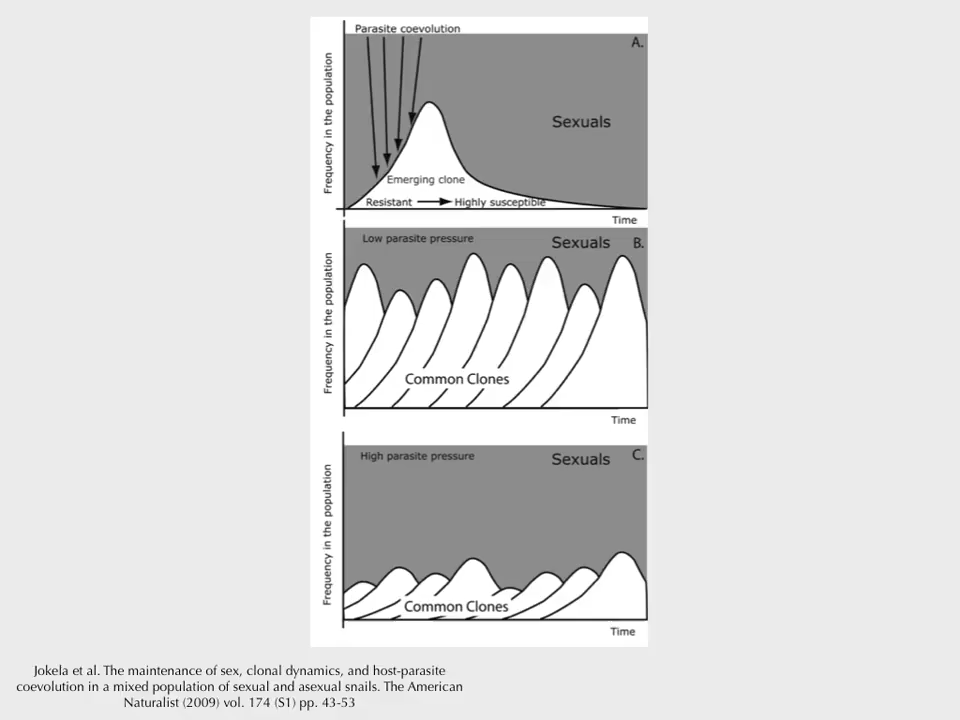 Parasite coevolution
A.
Frequency in the population
Sexuals
Emerging clone
Resistant Highly susceptible
Time
Low parasite pressure
Sexuals
B.
Frequency in the population
Common Clones
Time
High parasite pressure
Sexuals
C.
Frequency in the population
Common Clones
Time
Jokela et al. The maintenance of sex, clonal dynamics, and host-parasite
coevolution in a mixed population of sexual and asexual snails. The American
Naturalist (2009) vol. 174 (S1) pp. 43-53